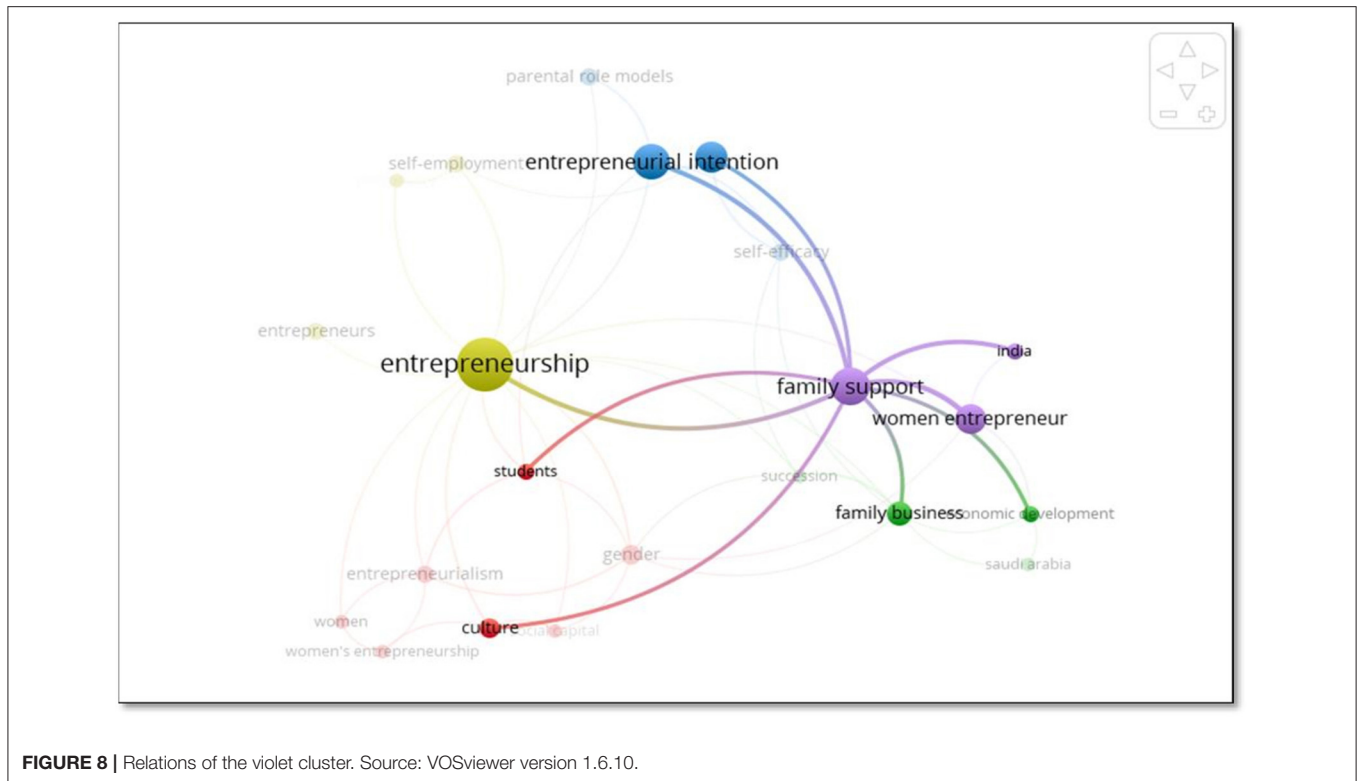 parental role models
self-employment
entrepreneurial intention
self-efficacy
entrepreneurs
entrepreneurship
india
family support
women entrepreneur
students
succession
family business
economic development
gender
saudi arabia
entrepreneurialism
women
culture
social capital
women's entrepreneurship
FIGURE 8 | Relations of the violet cluster. Source: VOSviewer version 1.6.10.